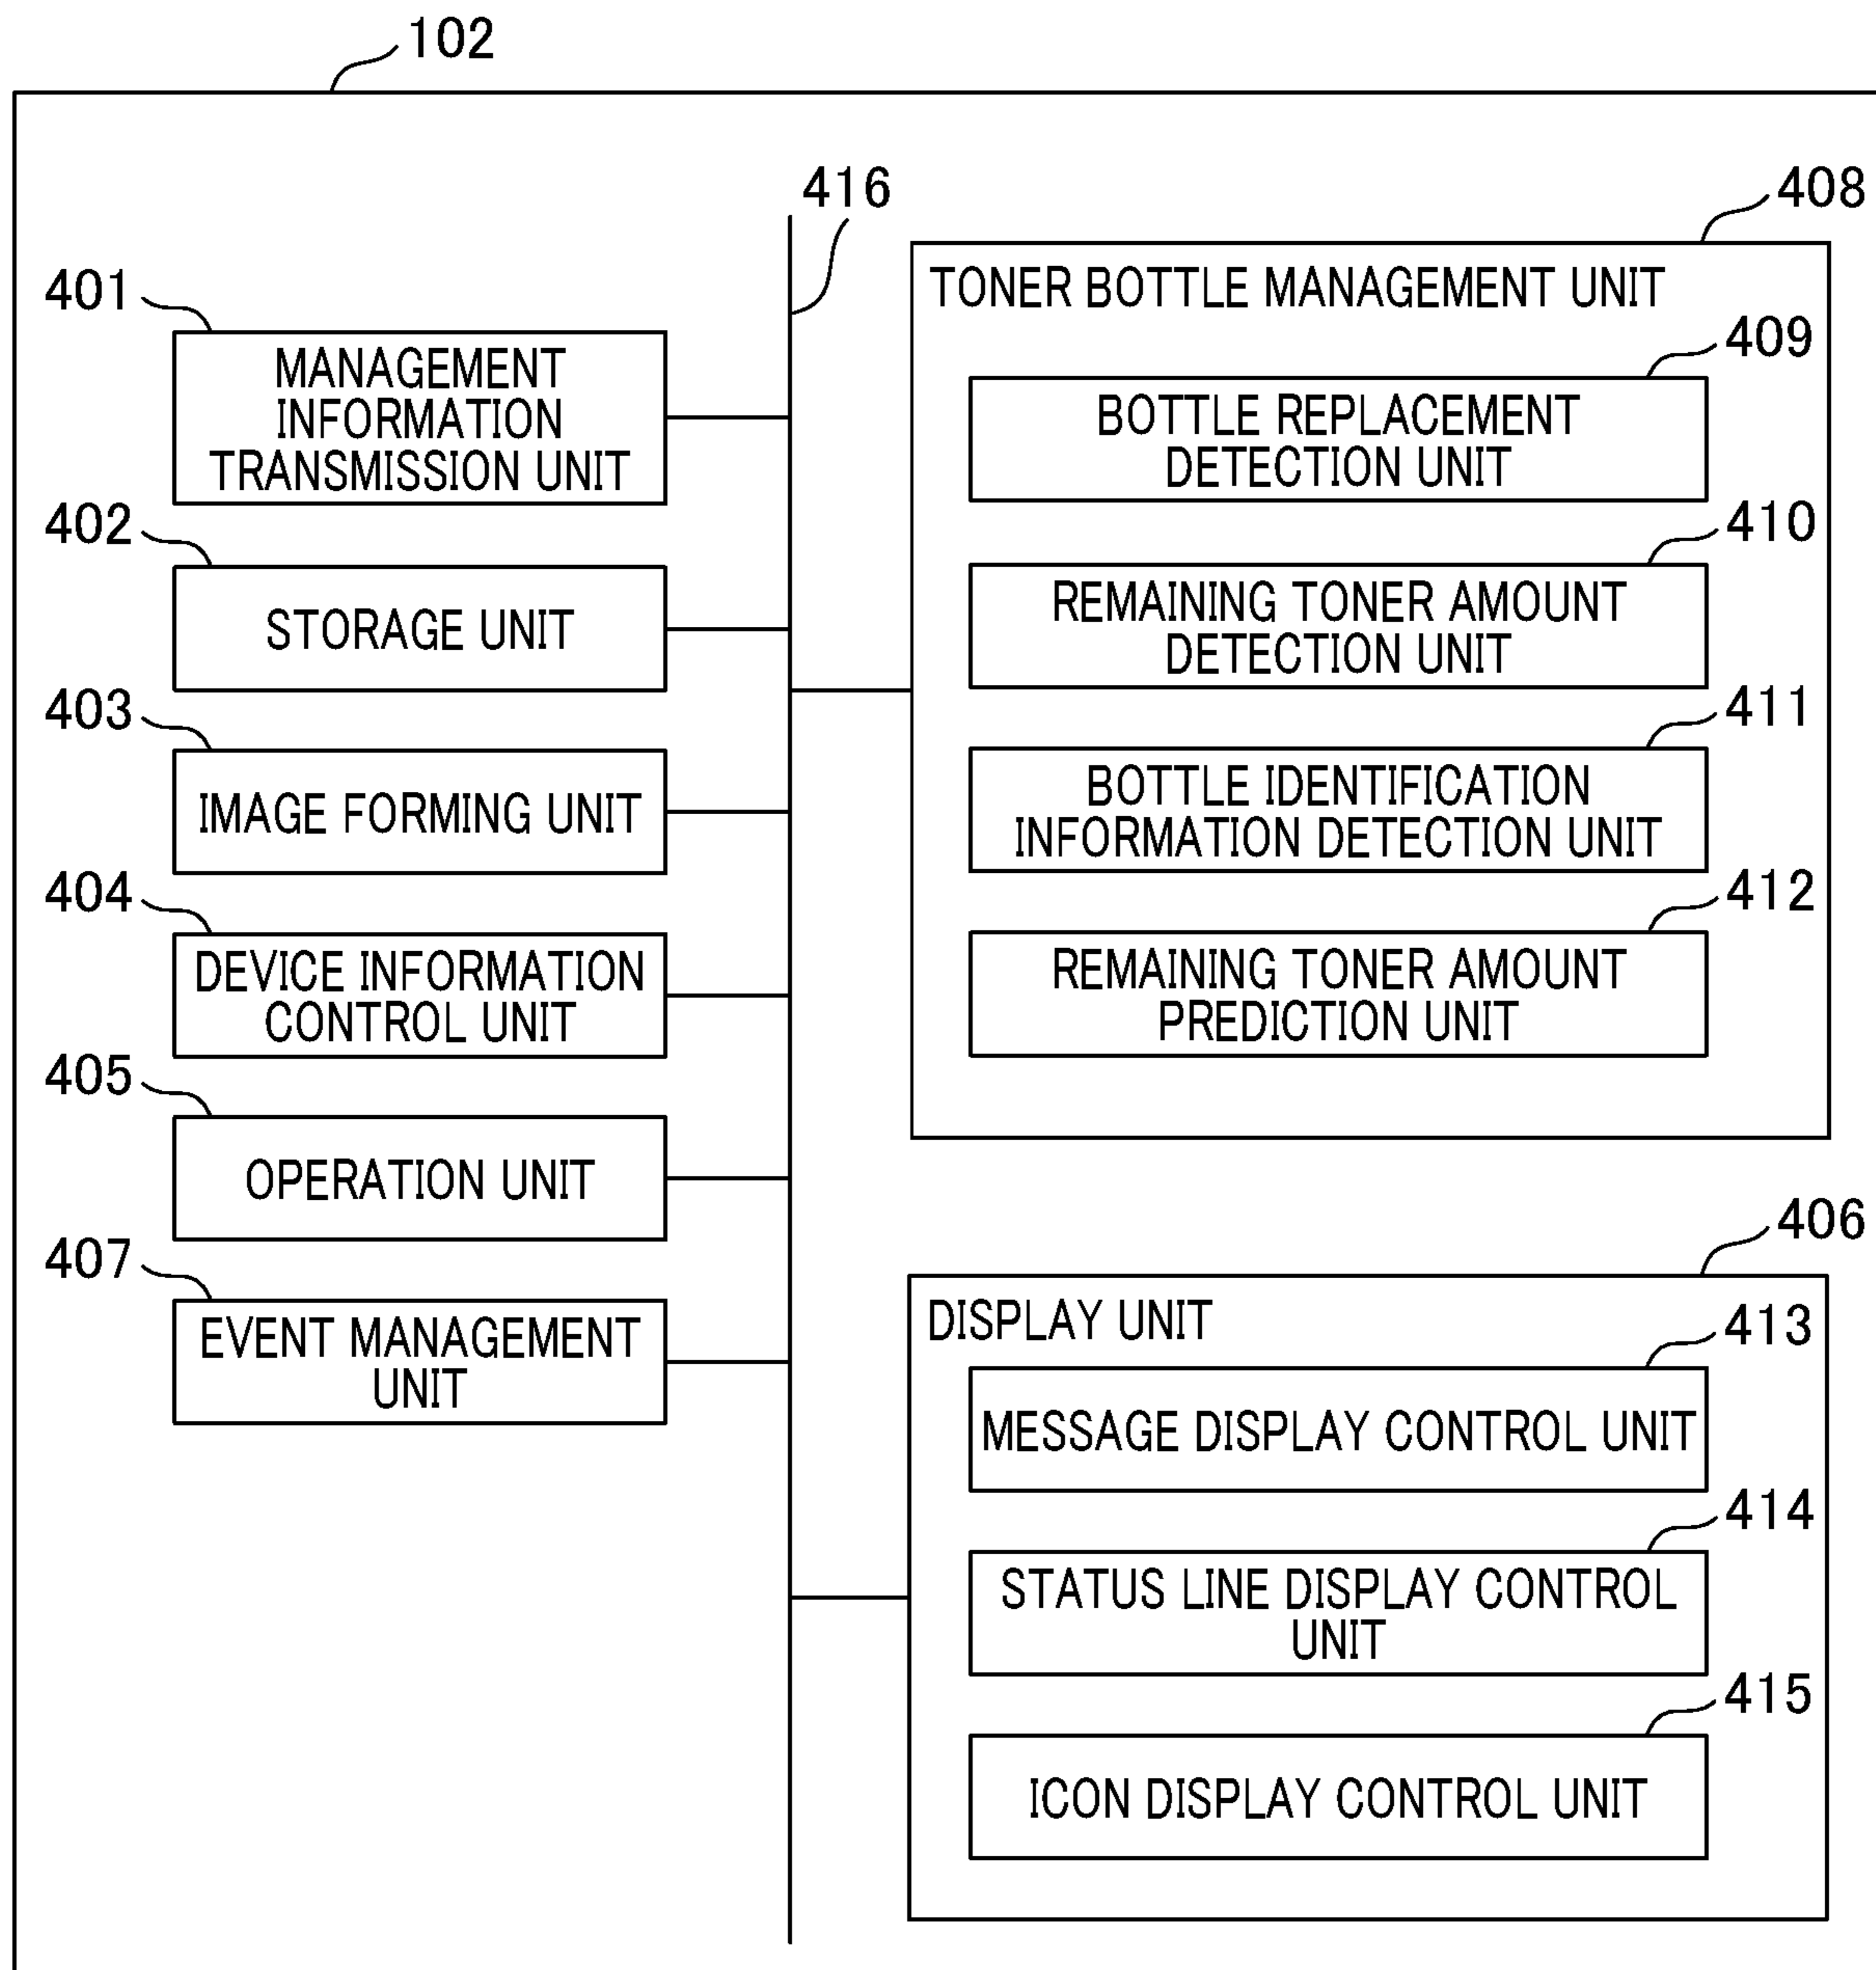 102
416
401
MANAGEMENT
INFORMATION
TRANSMISSION UNIT
402
STORAGE UNIT
403
IMAGE FORMING UNIT
404
DEVICE INFORMATION
CONTROL UNIT
405
OPERATION UNIT
407
EVENT MANAGEMENT
UNIT
408
TONER BOTTLE MANAGEMENT UNIT
409
BOTTLE REPLACEMENT
DETECTION UNIT
410
REMAINING TONER AMOUNT
DETECTION UNIT
411
BOTTLE IDENTIFICATION
INFORMATION DETECTION UNIT
412
REMAINING TONER AMOUNT
PREDICTION UNIT
406
DISPLAY UNIT
413
MESSAGE DISPLAY CONTROL UNIT
414
STATUS LINE DISPLAY CONTROL
UNIT
415
ICON DISPLAY CONTROL UNIT